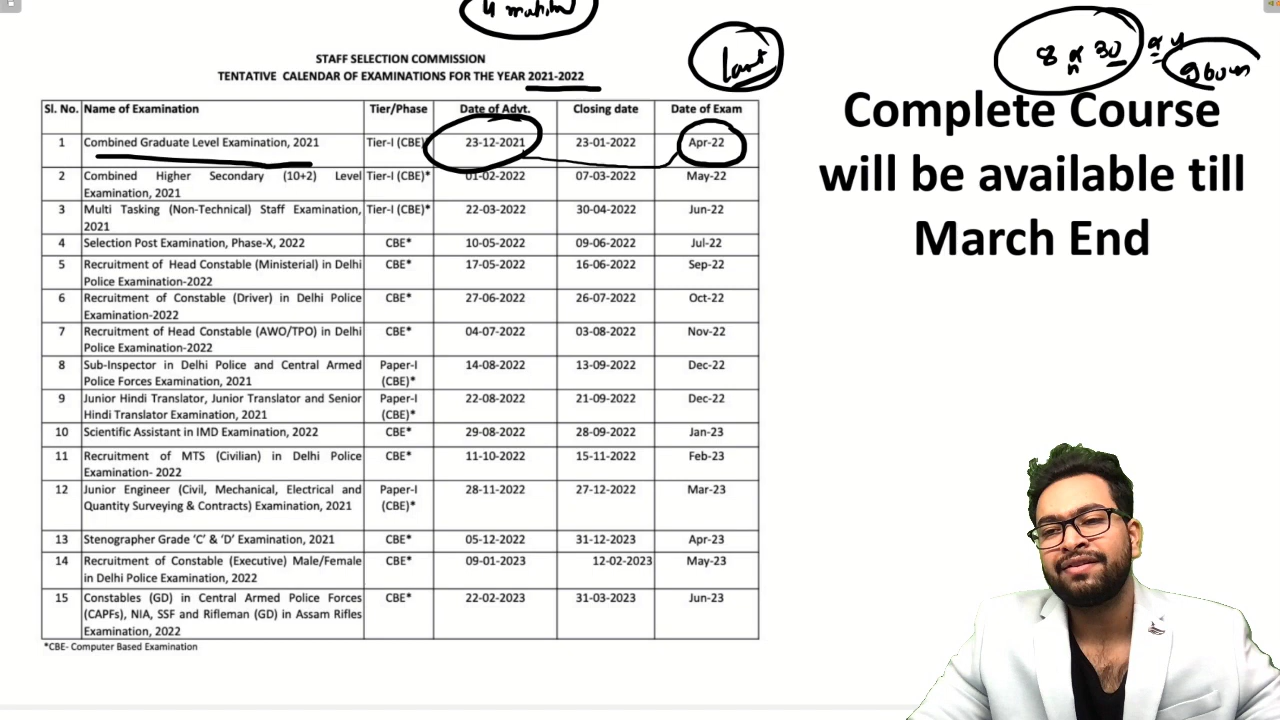 4
last
8 x 30 x 4
960
STAFF SELECTION COMMISSION
TENTATIVE CALENDAR OF EXAMINATIONS FOR THE YEAR 2021-2022
Complete Course
will be available till
March End
Sl. No. Name of Examination Tier/Phase Date of Advt. Closing date Date of Exam
1 Combined Graduate Level Examination, 2021 Tier-I (CBE) 23-12-2021 23-01-2022 Apr-22
2 Combined Higher Secondary (10+2) Level Tier-I (CBE)* 01-02-2022 07-03-2022 May-22
Examination, 2021
3 Multi Tasking (Non-Technical) Staff Examination, Tier-I (CBE)* 22-03-2022 30-04-2022 Jun-22
2021
4 Selection Post Examination, Phase-X, 2022 CBE* 10-05-2022 09-06-2022 Jul-22
5 Recruitment of Head Constable (Ministerial) in Delhi CBE* 17-05-2022 16-06-2022 Sep-22
Police Examination-2022
6 Recruitment of Constable (Driver) in Delhi Police CBE* 27-06-2022 26-07-2022 Oct-22
Examination-2022
7 Recruitment of Head Constable (AWO/TPO) in Delhi CBE* 04-07-2022 03-08-2022 Nov-22
Police Examination-2022
8 Sub-Inspector in Delhi Police and Central Armed Paper-I 14-08-2022 13-09-2022 Dec-22
Police Forces Examination, 2021 (CBE)*
9 Junior Hindi Translator, Junior Translator and Senior Paper-I 22-08-2022 21-09-2022 Dec-22
Hindi Translator Examination, 2021 (CBE)*
10 Scientific Assistant in IMD Examination, 2022 CBE* 29-08-2022 28-09-2022 Jan-23
11 Recruitment of MTS (Civilian) in Delhi Police CBE* 11-10-2022 15-11-2022 Feb-23
Examination- 2022
12 Junior Engineer (Civil, Mechanical, Electrical and Paper-I 28-11-2022 27-12-2022 Mar-23
Quantity Surveying & Contracts) Examination, 2021 (CBE)*
13 Stenographer Grade ‘C’ & ‘D’ Examination, 2021 CBE* 05-12-2022 31-12-2023 Apr-23
14 Recruitment of Constable (Executive) Male/Female CBE* 09-01-2023 12-02-2023 May-23
in Delhi Police Examination, 2022
15 Constables (GD) in Central Armed Police Forces CBE* 22-02-2023 31-03-2023 Jun-23
(CAPFs), NIA, SSF and Rifleman (GD) in Assam Rifles
Examination, 2022
*CBE- Computer Based Examination